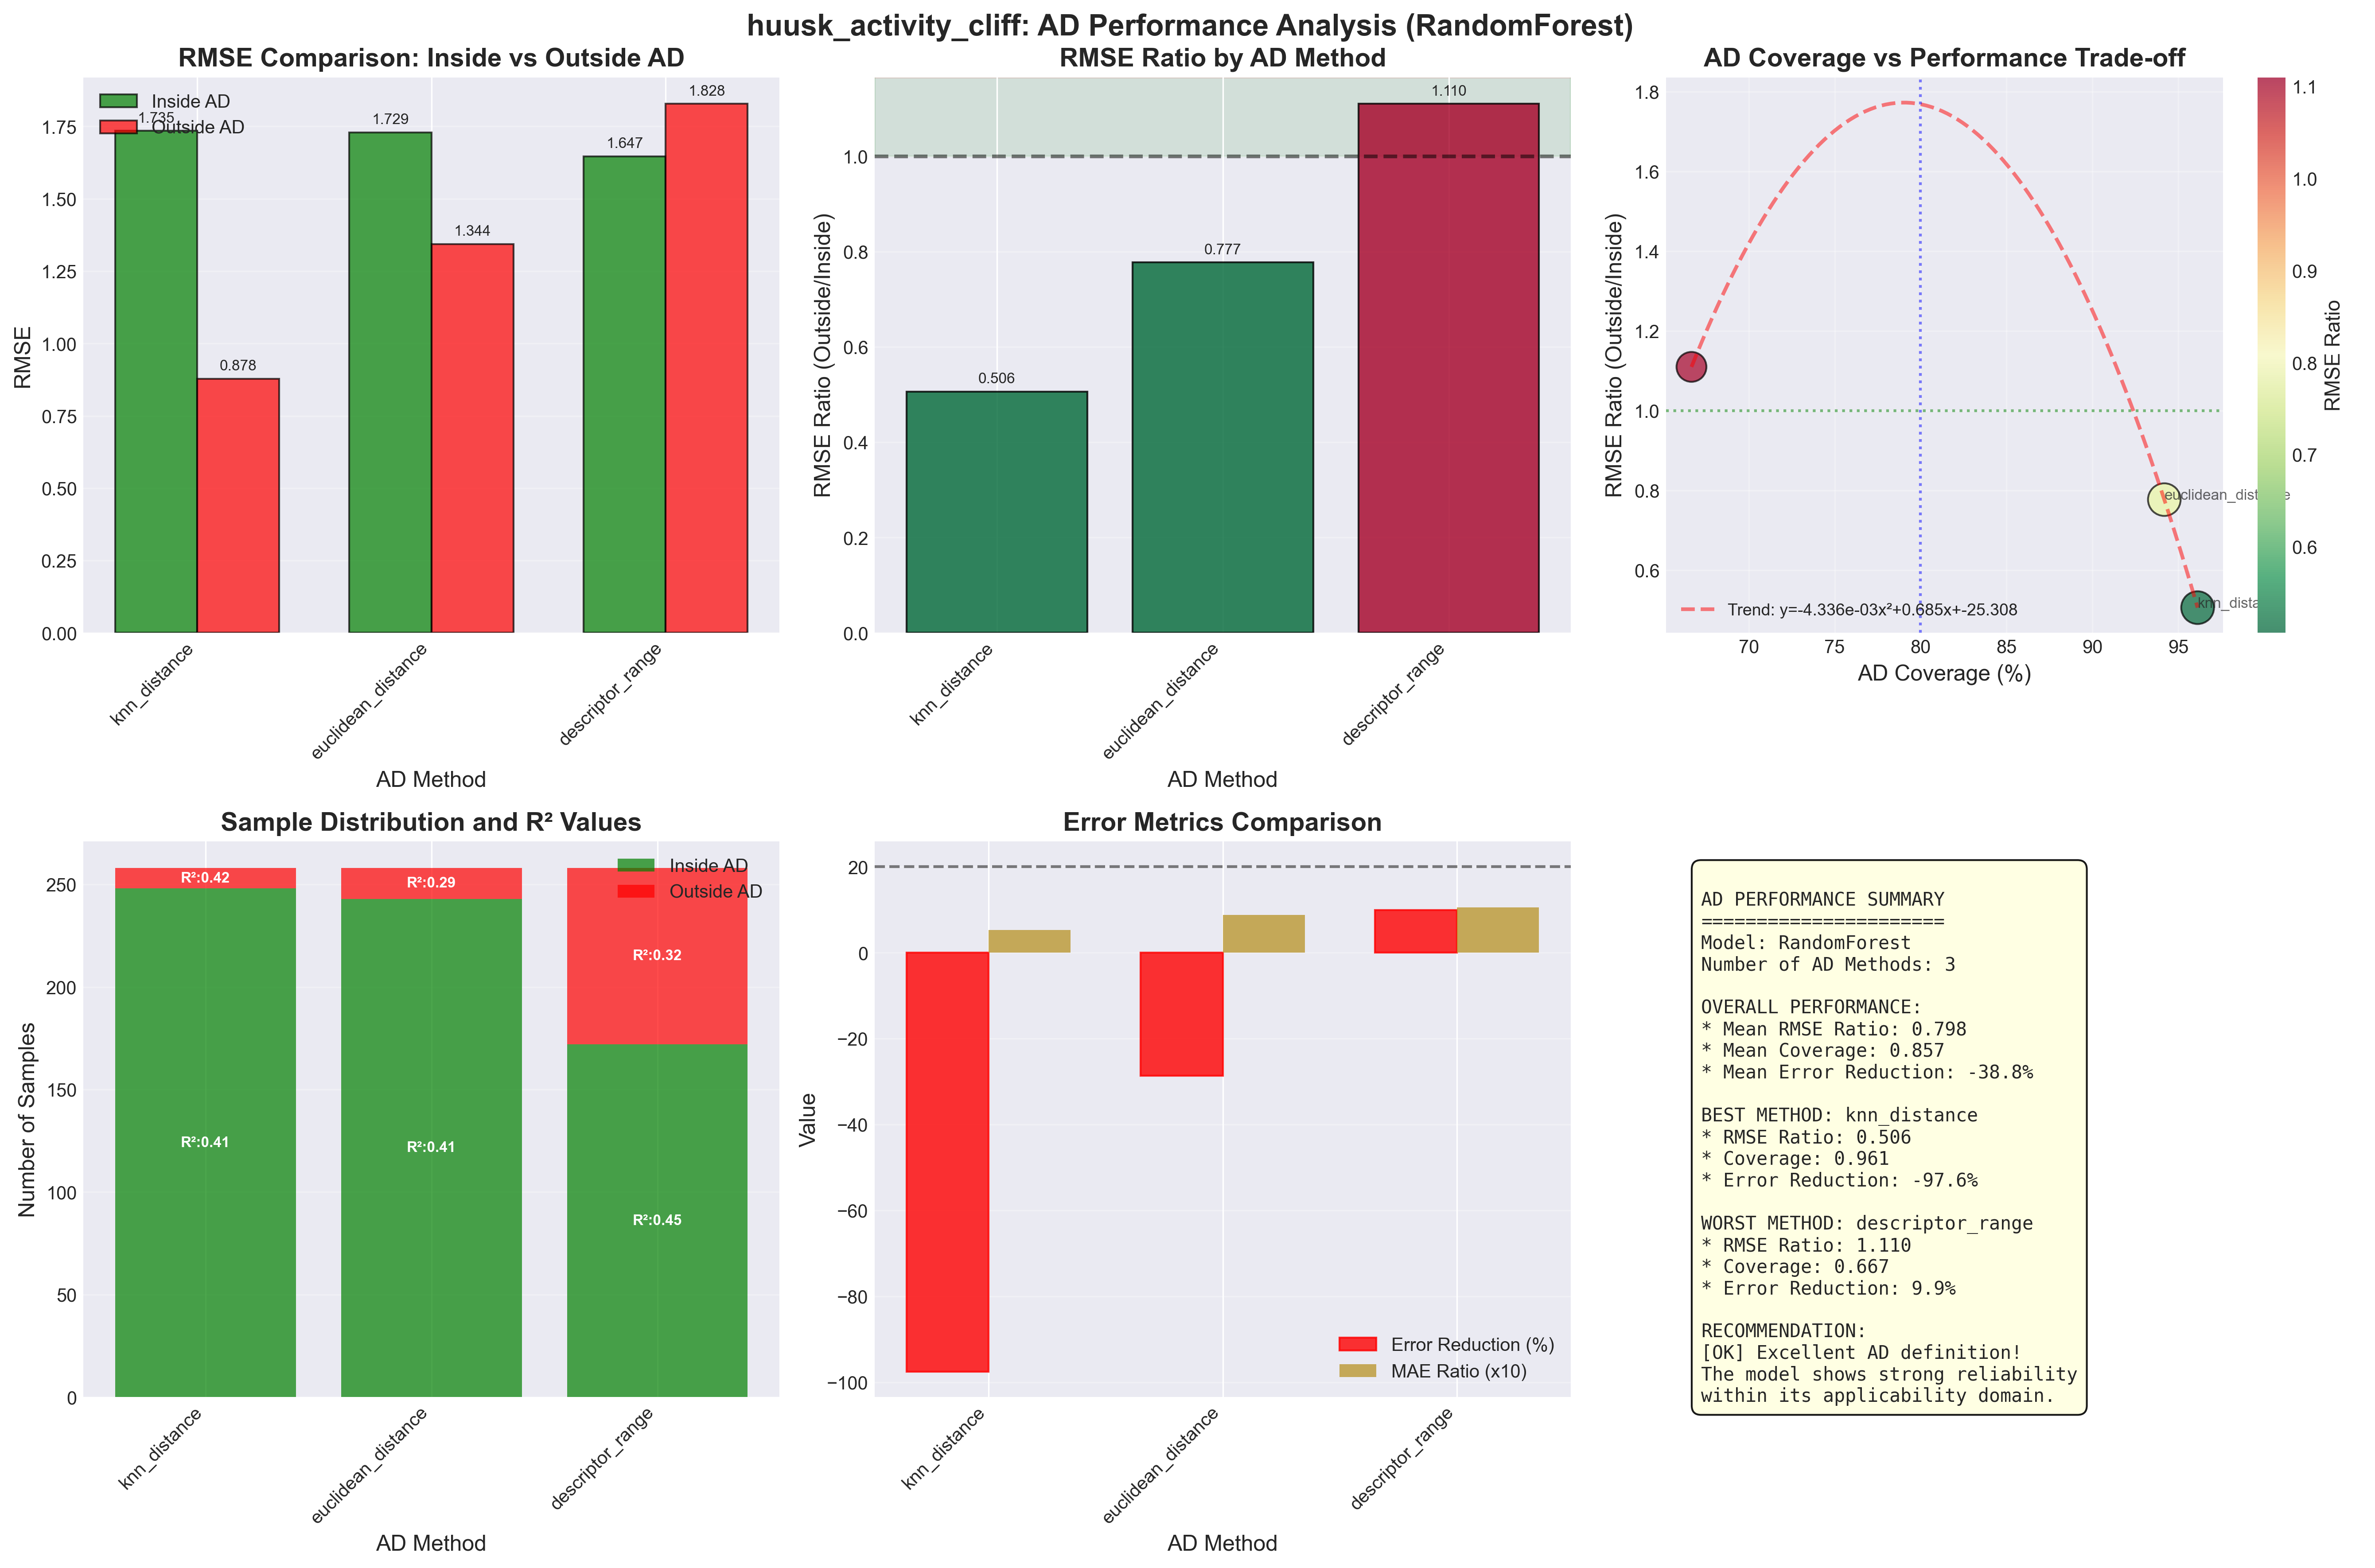 huusk_activity_cliff: AD Performance Analysis (RandomForest)
RMSE Comparison: Inside vs Outside AD
Inside AD
Outside AD
1.735
0.878
1.729
1.344
1.647
1.828
RMSE
1.75
1.50
1.25
1.00
0.75
0.50
0.25
0.00
knn_distance
euclidean_distance
descriptor_range
AD Method
RMSE Ratio by AD Method
0.506
0.777
1.110
RMSE Ratio (Outside/Inside)
1.0
0.8
0.6
0.4
0.2
0.0
knn_distance
euclidean_distance
descriptor_range
AD Method
AD Coverage vs Performance Trade-off
RMSE Ratio (Outside/Inside)
1.8
1.6
1.4
1.2
1.0
0.8
0.6
euclidean_distance
knn_dista
Trend: y=-4.336e-03x²+0.685x+-25.308
70
75
80
85
90
95
AD Coverage (%)
1.1
1.0
0.9
0.8
0.7
0.6
RMSE Ratio
Sample Distribution and R² Values
Inside AD
Outside AD
R²:0.42
R²:0.29
R²:0.32
R²:0.41
R²:0.41
R²:0.45
Number of Samples
250
200
150
100
50
0
knn_distance
euclidean_distance
descriptor_range
AD Method
Error Metrics Comparison
Value
20
0
−20
−40
−60
−80
−100
Error Reduction (%)
MAE Ratio (x10)
knn_distance
euclidean_distance
descriptor_range
AD Method
AD PERFORMANCE SUMMARY
======================
Model: RandomForest
Number of AD Methods: 3
OVERALL PERFORMANCE:
* Mean RMSE Ratio: 0.798
* Mean Coverage: 0.857
* Mean Error Reduction: -38.8%
BEST METHOD: knn_distance
* RMSE Ratio: 0.506
* Coverage: 0.961
* Error Reduction: -97.6%
WORST METHOD: descriptor_range
* RMSE Ratio: 1.110
* Coverage: 0.667
* Error Reduction: 9.9%
RECOMMENDATION:
[OK] Excellent AD definition!
The model shows strong reliability
within its applicability domain.